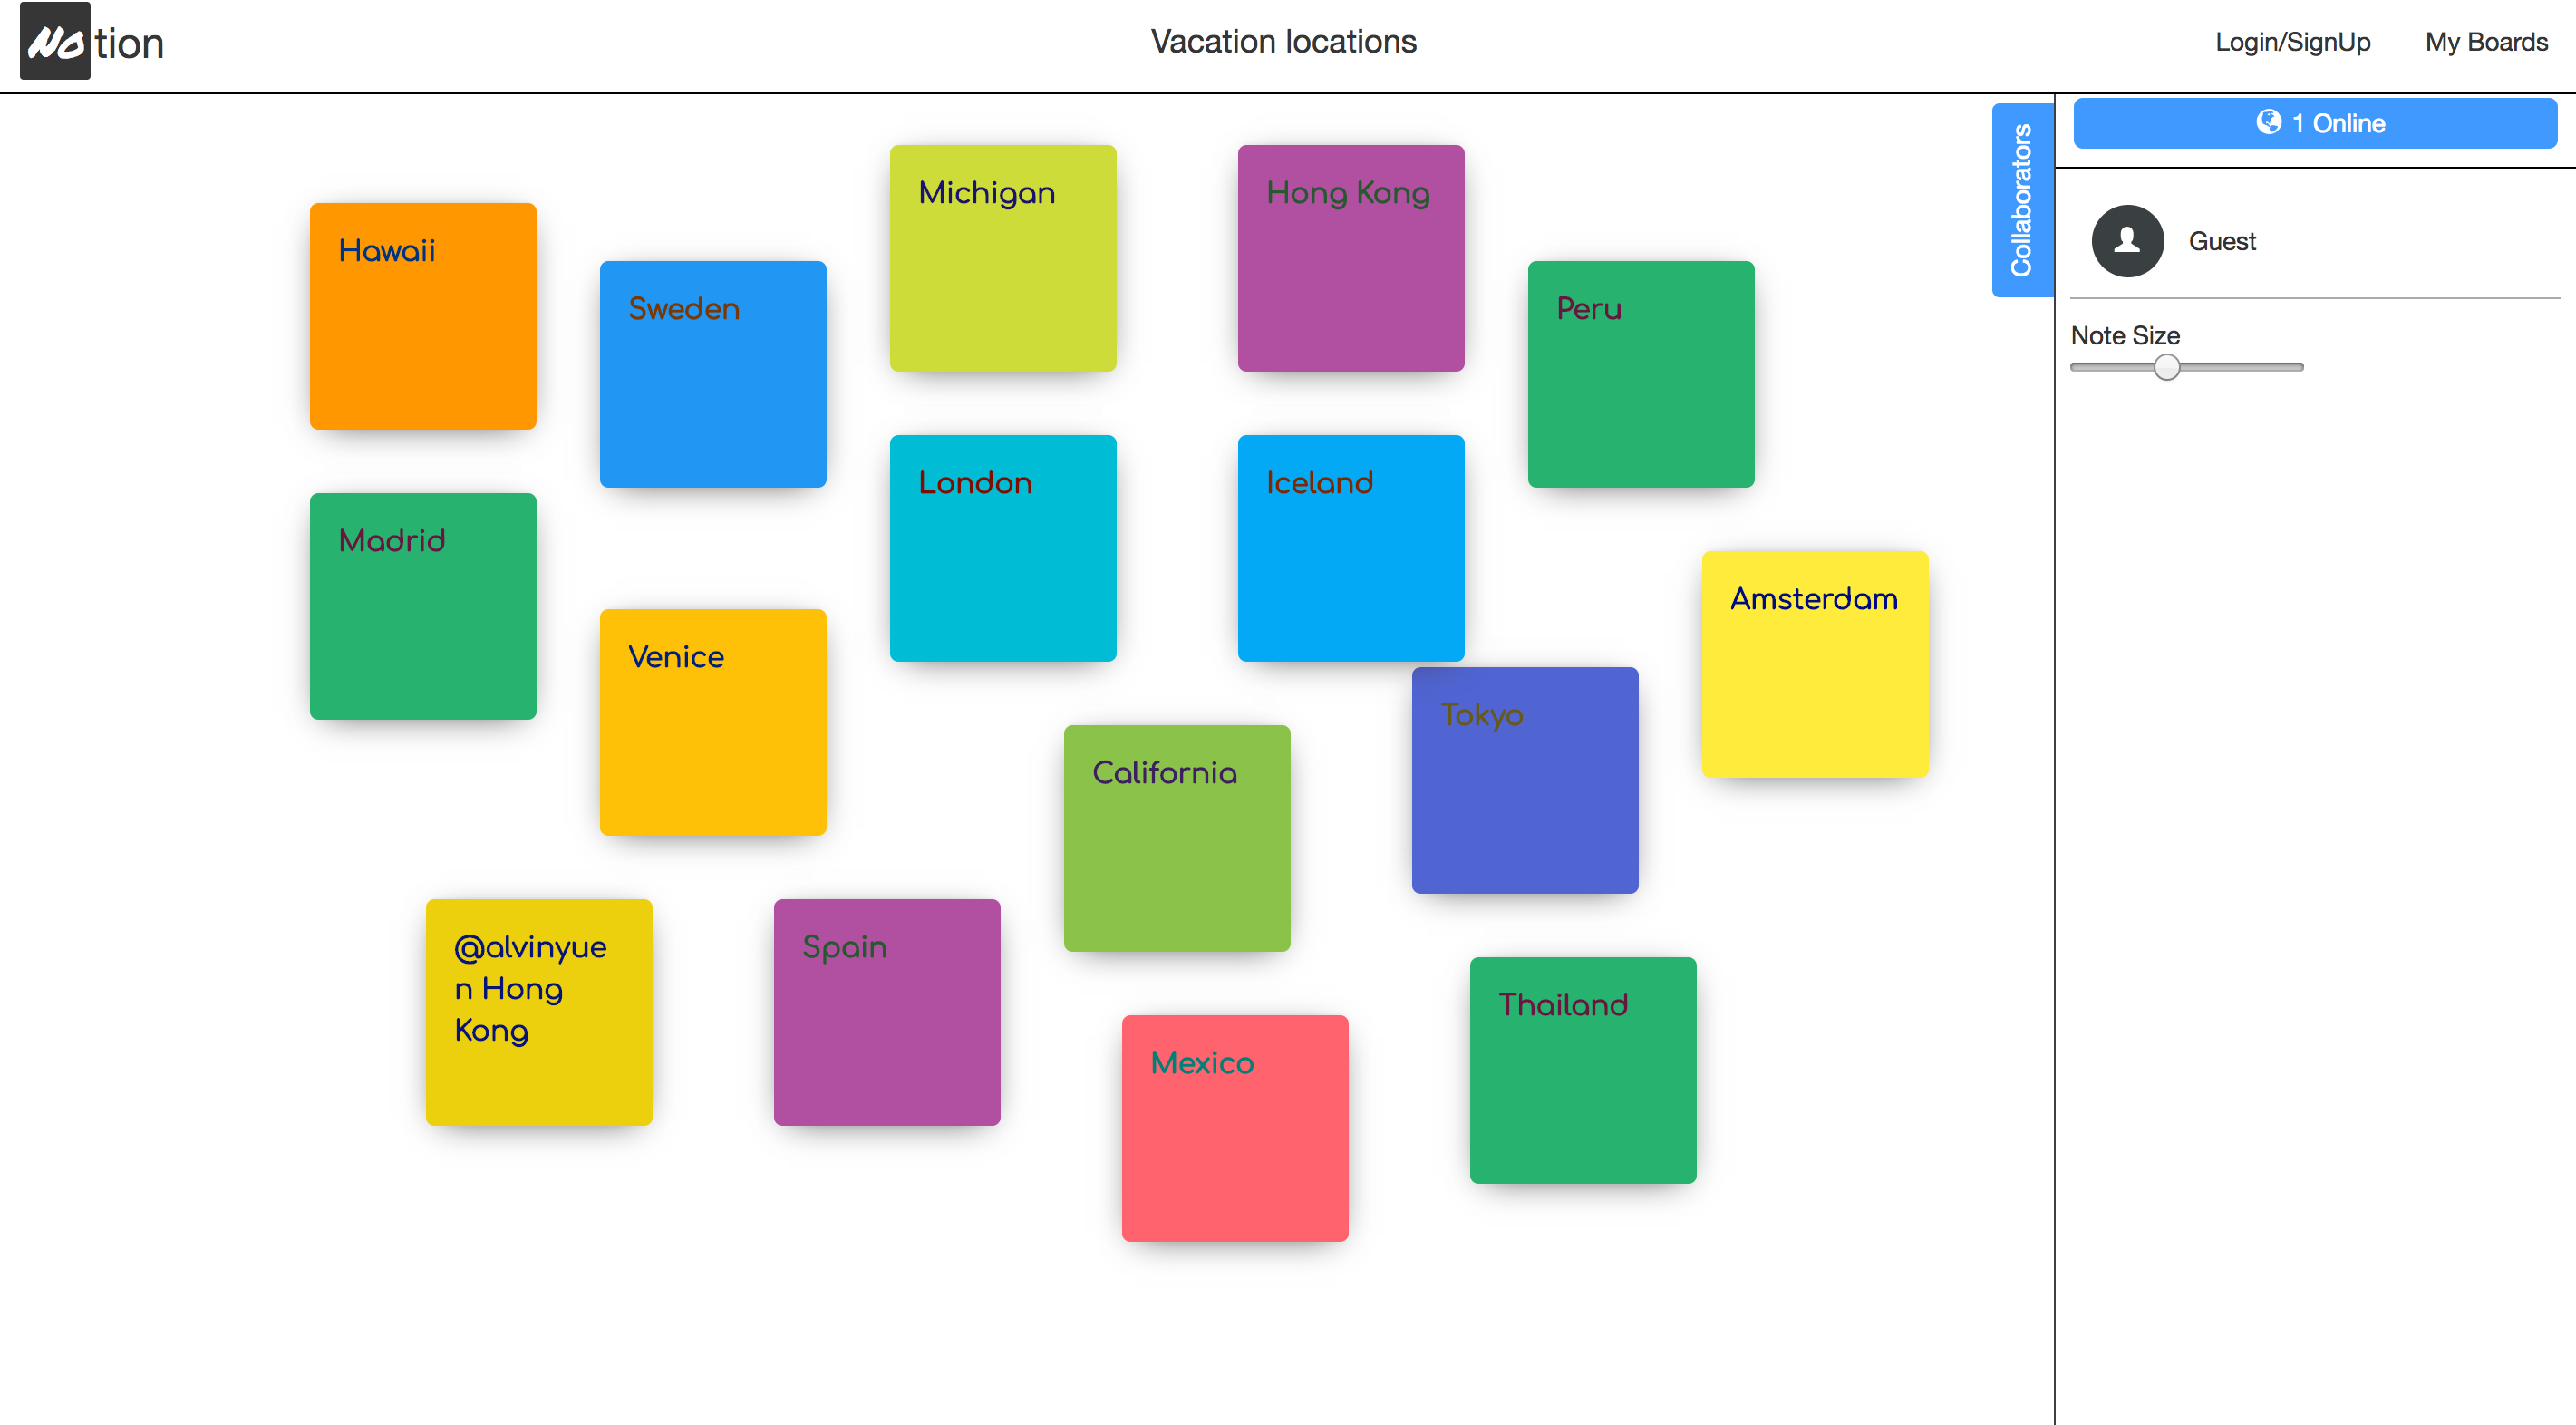 Notion
Vacation locations
Login/SignUp
My Boards
Collaborators
1 Online
Guest
Note Size
Michigan
Hong Kong
Hawaii
Sweden
Peru
London
Iceland
Madrid
Amsterdam
Venice
Tokyo
California
@alvinyue
n Hong
Kong
Spain
Thailand
Mexico